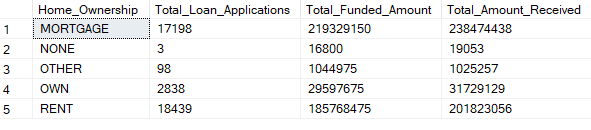 Home_Ownership Total_Loan_Applications Total_Funded_Amount Total_Amount_Received
1 MORTGAGE 17198 219329150 238474438
2 NONE 3 16800 19053
3 OTHER 98 1044975 1025257
4 OWN 2838 29597675 31729129
5 RENT 18439 185768475 201823056